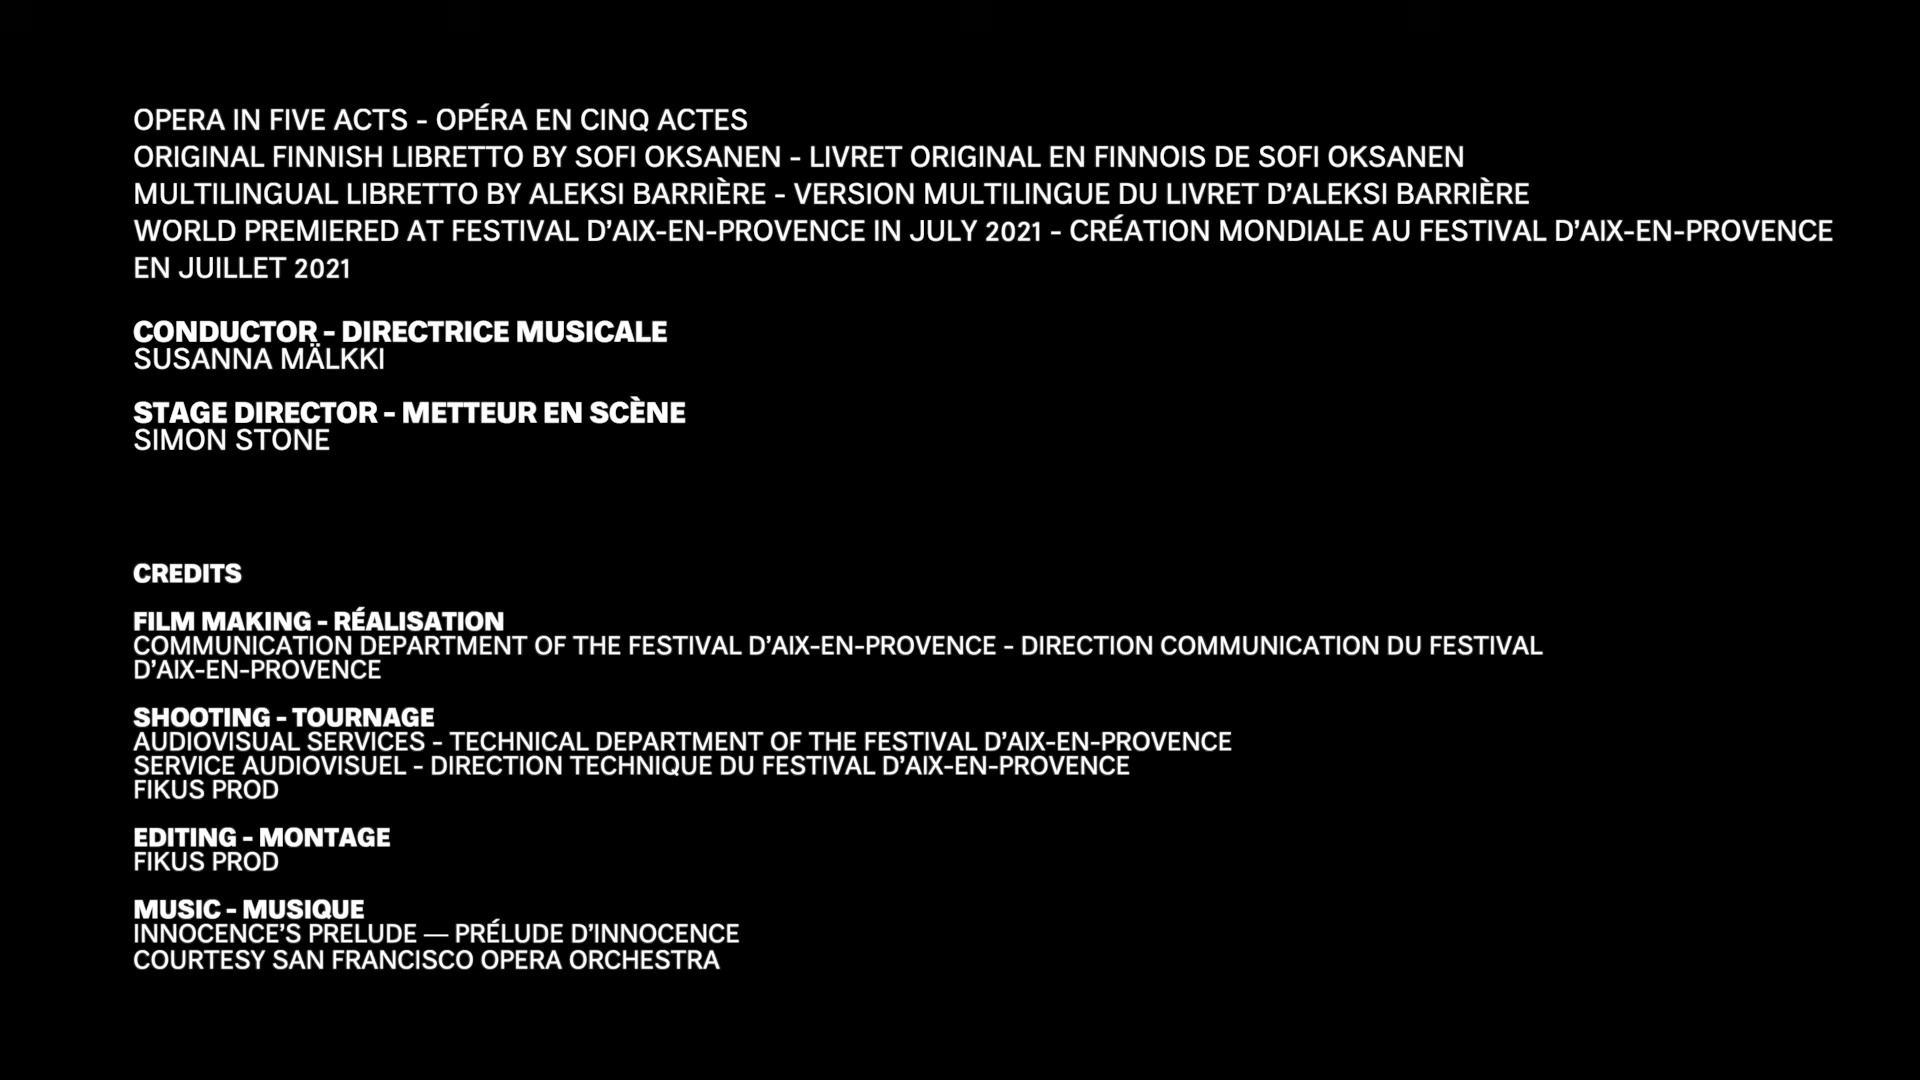 OPERA IN FIVE ACTS - OPÉRA EN CINQ ACTES
ORIGINAL FINNISH LIBRETTO BY SOFI OKSANEN - LIVRET ORIGINAL EN FINNOIS DE SOFI OKSANEN
MULTILINGUAL LIBRETTO BY ALEKSI BARRIÈRE - VERSION MULTILINGUE DU LIVRET D’ALEKSI BARRIÈRE
WORLD PREMIERED AT FESTIVAL D’AIX-EN-PROVENCE IN JULY 2021 - CRÉATION MONDIALE AU FESTIVAL D’AIX-EN-PROVENCE
EN JUILLET 2021
CONDUCTOR - DIRECTRICE MUSICALE
SUSANNA MÄLKKI
STAGE DIRECTOR - METTEUR EN SCÈNE
SIMON STONE
CREDITS
FILM MAKING - RÉALISATION
COMMUNICATION DEPARTMENT OF THE FESTIVAL D’AIX-EN-PROVENCE - DIRECTION COMMUNICATION DU FESTIVAL
D’AIX-EN-PROVENCE
SHOOTING - TOURNAGE
AUDIOVISUAL SERVICES - TECHNICAL DEPARTMENT OF THE FESTIVAL D’AIX-EN-PROVENCE
SERVICE AUDIOVISUEL - DIRECTION TECHNIQUE DU FESTIVAL D’AIX-EN-PROVENCE
FIKUS PROD
EDITING - MONTAGE
FIKUS PROD
MUSIC - MUSIQUE
INNOCENCE’S PRELUDE — PRÉLUDE D’INNOCENCE
COURTESY SAN FRANCISCO OPERA ORCHESTRA